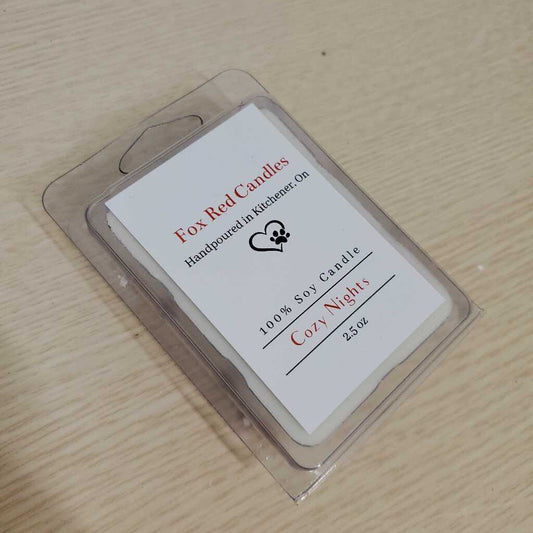 Fox Red Candles
Handpoured in Kitchener, On
100% Soy Candle
Cozy Nights
2.5 oz